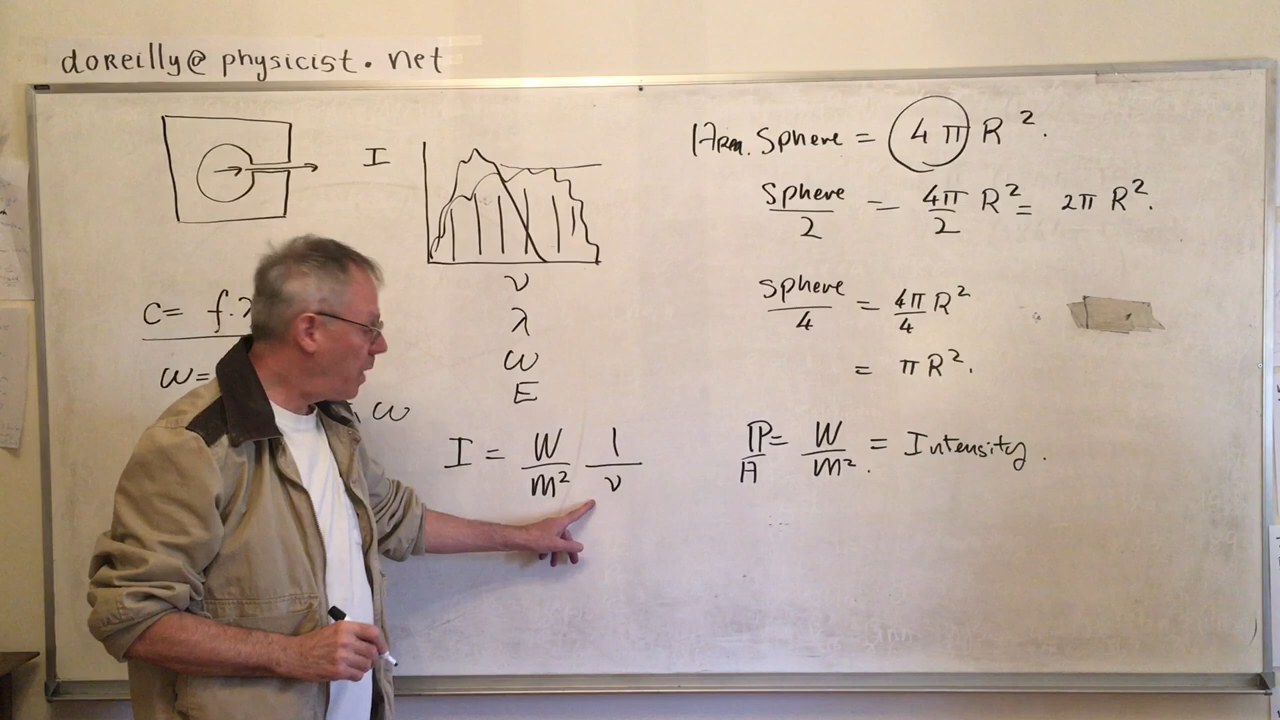 doreilly@physicist.net
I
ν
λ
ω
E
c= f.λ
ω=
ω
I = W/m² 1/ν
Area. Sphere = 4π R².
Sphere/2 = 4π/2 R² = 2π R².
Sphere/4 = 4π/4 R²
= πR².
P/A = W/m². = Intensity.